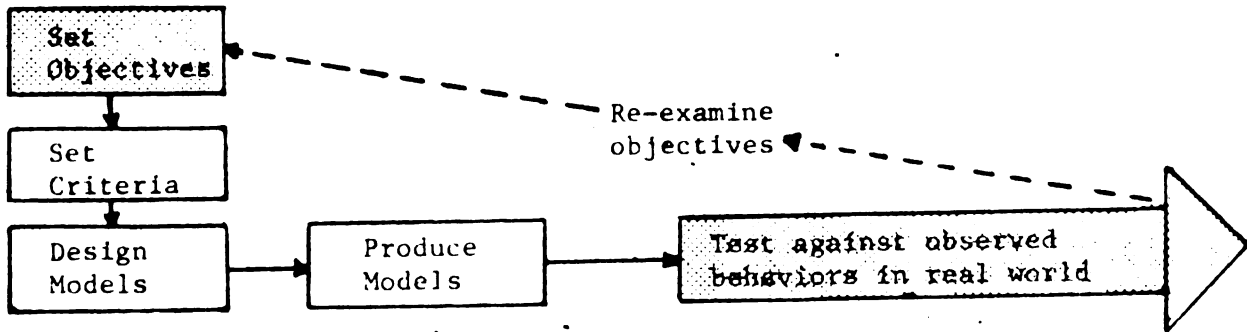 Set
Objectives
Re-examine
objectives
Set
Criteria
Design
Models
Produce
Models
Test against observed
behaviors in real world